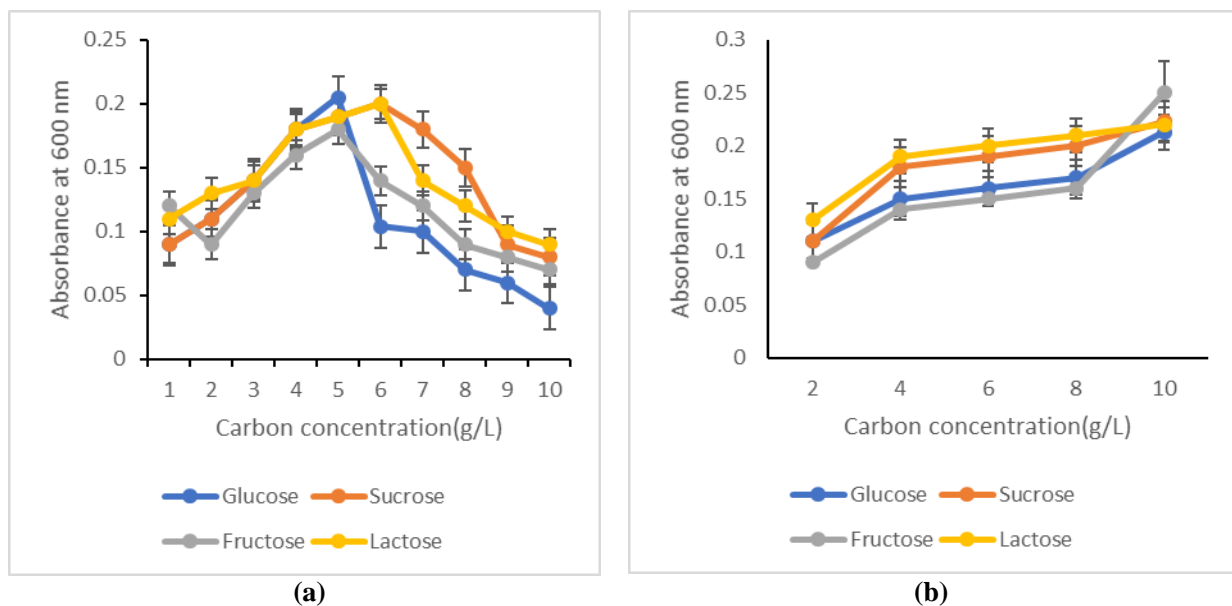 0.25
0.2
0.15
0.1
0.05
0
Absorbance at 600 nm
1 2 3 4 5 6 7 8 9 10
Carbon concentration(g/L)
Glucose Sucrose
Fructose Lactose
(a)
0.3
0.25
0.2
0.15
0.1
0.05
0
Absorbance at 600 nm
2 4 6 8 10
Carbon concentration(g/L)
Glucose Sucrose
Fructose Lactose
(b)